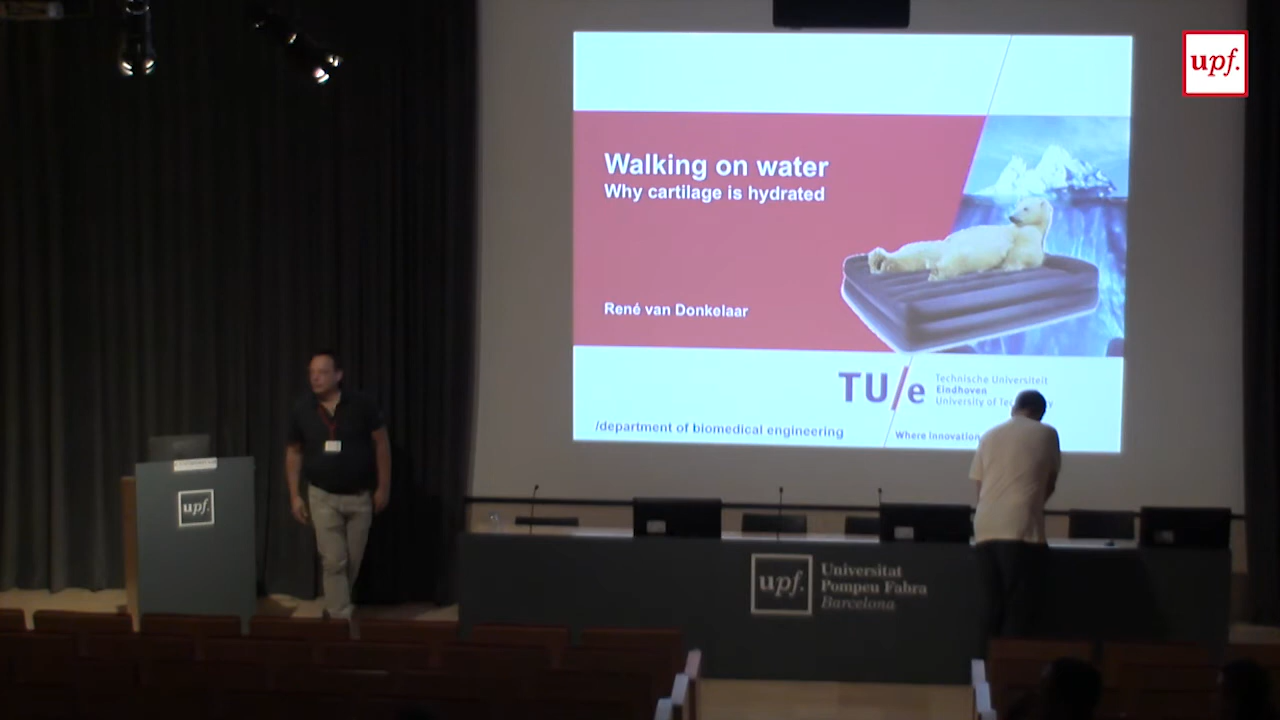 upf.
Walking on water
Why cartilage is hydrated
René van Donkelaar
TU/e
Technische Universiteit
Eindhoven
University of
/department of biomedical engineering
Where innovation
upf.
upf.
Universitat
Pompeu Fabra
Barcelona